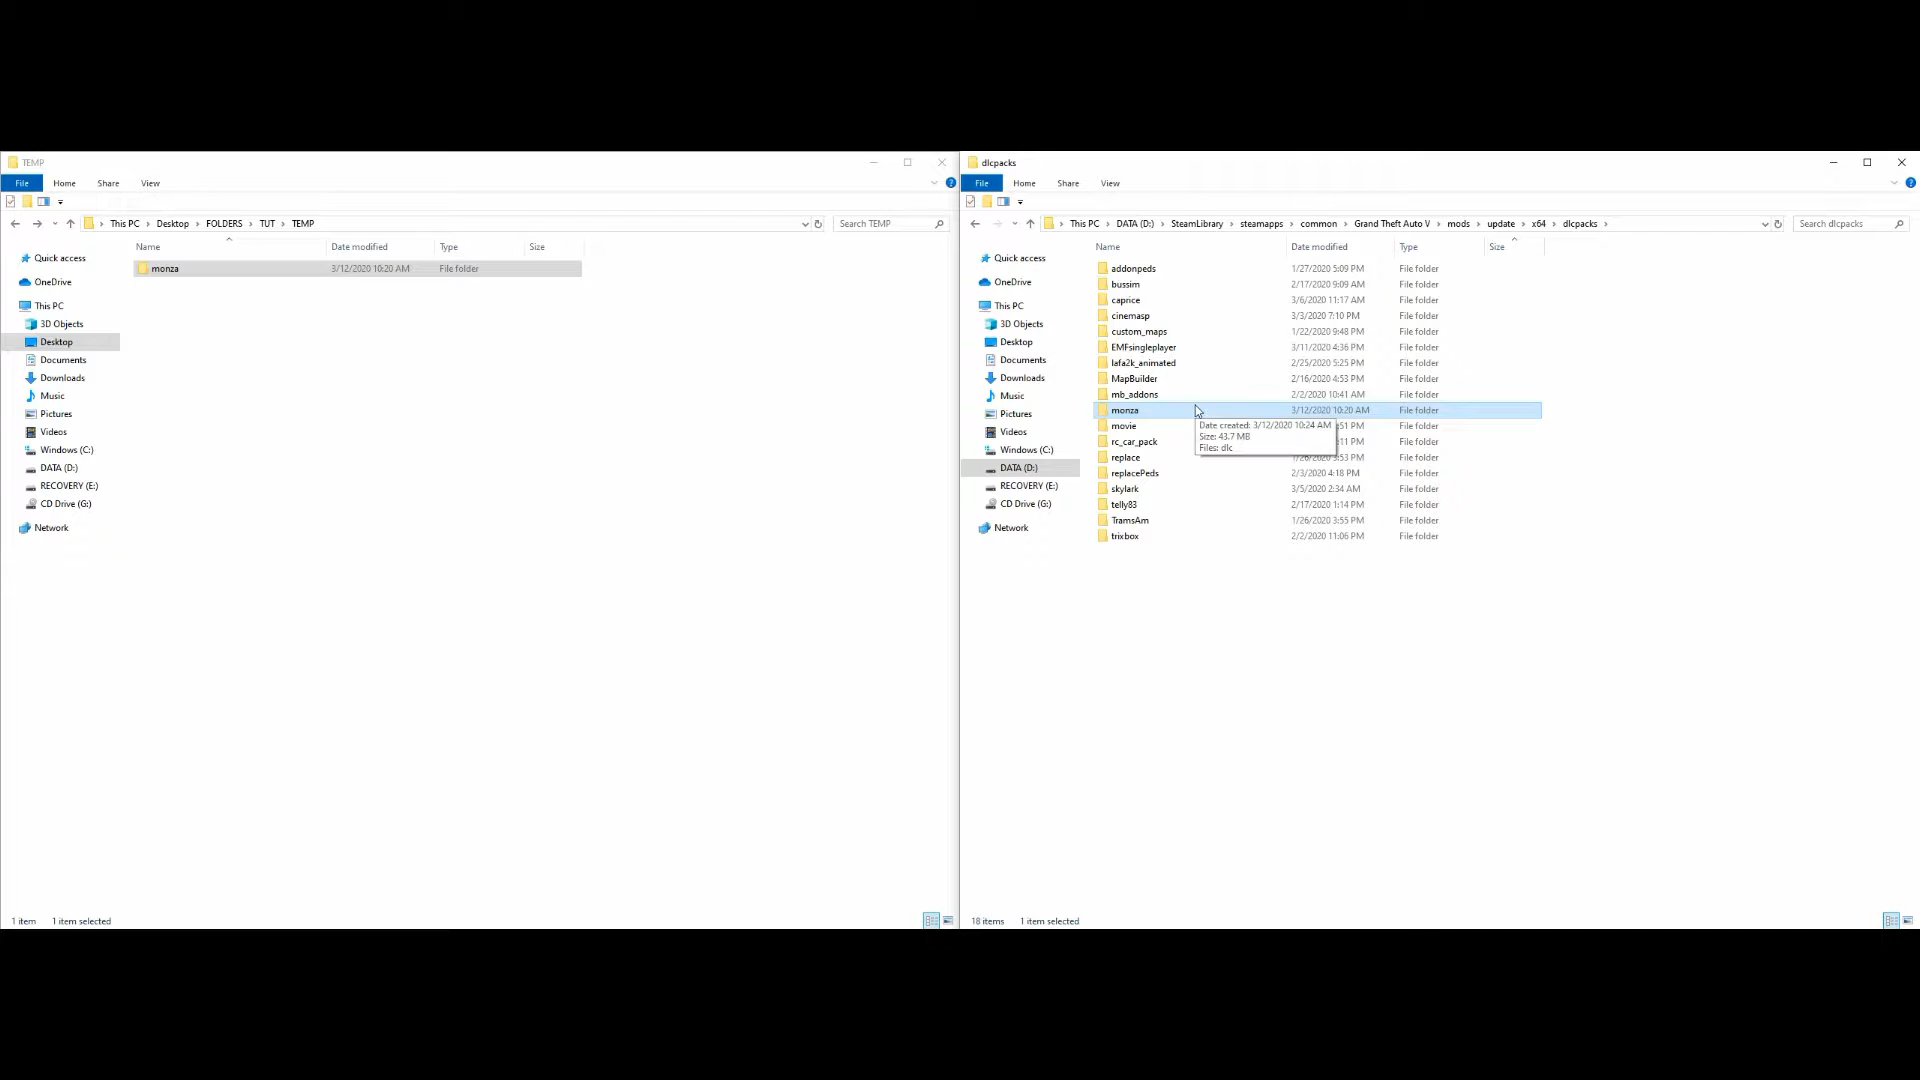 TEMP
File Home Share View
This PC Desktop FOLDERS TUT TEMP Search TEMP
Name Date modified Type Size
Quick access
OneDrive
This PC
3D Objects
Desktop
Documents
Downloads
Music
Pictures
Videos
Windows (C:)
DATA (D:)
RECOVERY (E:)
CD Drive (G:)
Network
monza 3/12/2020 10:20 AM File folder
1 item 1 item selected
dlcpacks
File Home Share View
This PC DATA (D:) SteamLibrary steamapps common Grand Theft Auto V mods update x64 dlcpacks Search dlcpacks
Name Date modified Type Size
Quick access
OneDrive
This PC
3D Objects
Desktop
Documents
Downloads
Music
Pictures
Videos
Windows (C:)
DATA (D:)
RECOVERY (E:)
CD Drive (G:)
Network
addonpeds 1/27/2020 5:09 PM File folder
bussim 2/17/2020 9:09 AM File folder
caprice 3/6/2020 11:17 AM File folder
cinemasp 3/3/2020 7:10 PM File folder
custom_maps 1/22/2020 9:48 PM File folder
EMFsingleplayer 3/11/2020 4:36 PM File folder
lafa2k_animated 2/25/2020 5:25 PM File folder
MapBuilder 2/16/2020 4:53 PM File folder
mb_addons 2/2/2020 10:41 AM File folder
monza 3/12/2020 10:20 AM File folder
movie :51 PM File folder
rc_car_pack :11 PM File folder
replace 3:53 PM File folder
replacePeds 2/3/2020 4:18 PM File folder
skylark 3/5/2020 2:34 AM File folder
telly83 2/17/2020 1:14 PM File folder
TramsAm 1/26/2020 3:55 PM File folder
trixbox 2/2/2020 11:06 PM File folder
Date created: 3/12/2020 10:24 AM
Size: 43.7 MB
Files: dlc
18 items 1 item selected